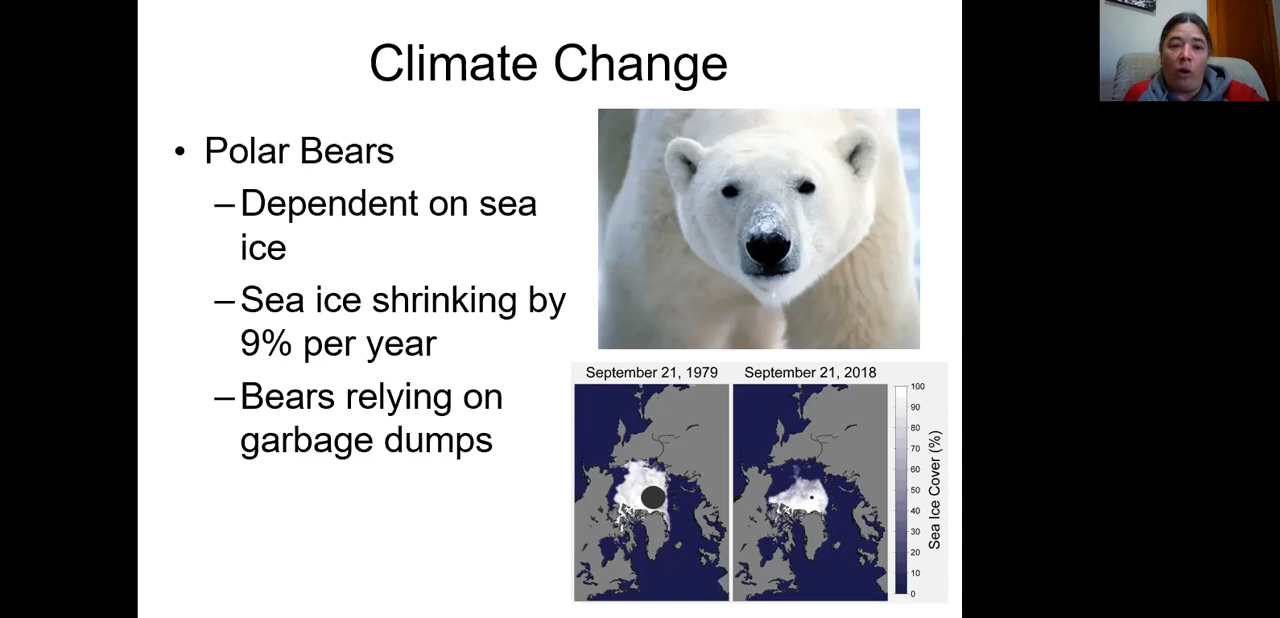 Climate Change
• Polar Bears
–Dependent on sea
ice
–Sea ice shrinking by
9% per year
–Bears relying on
garbage dumps
September 21, 1979
September 21, 2018
100
90
80
70
60
50
40
30
20
10
0
Sea Ice Cover (%)